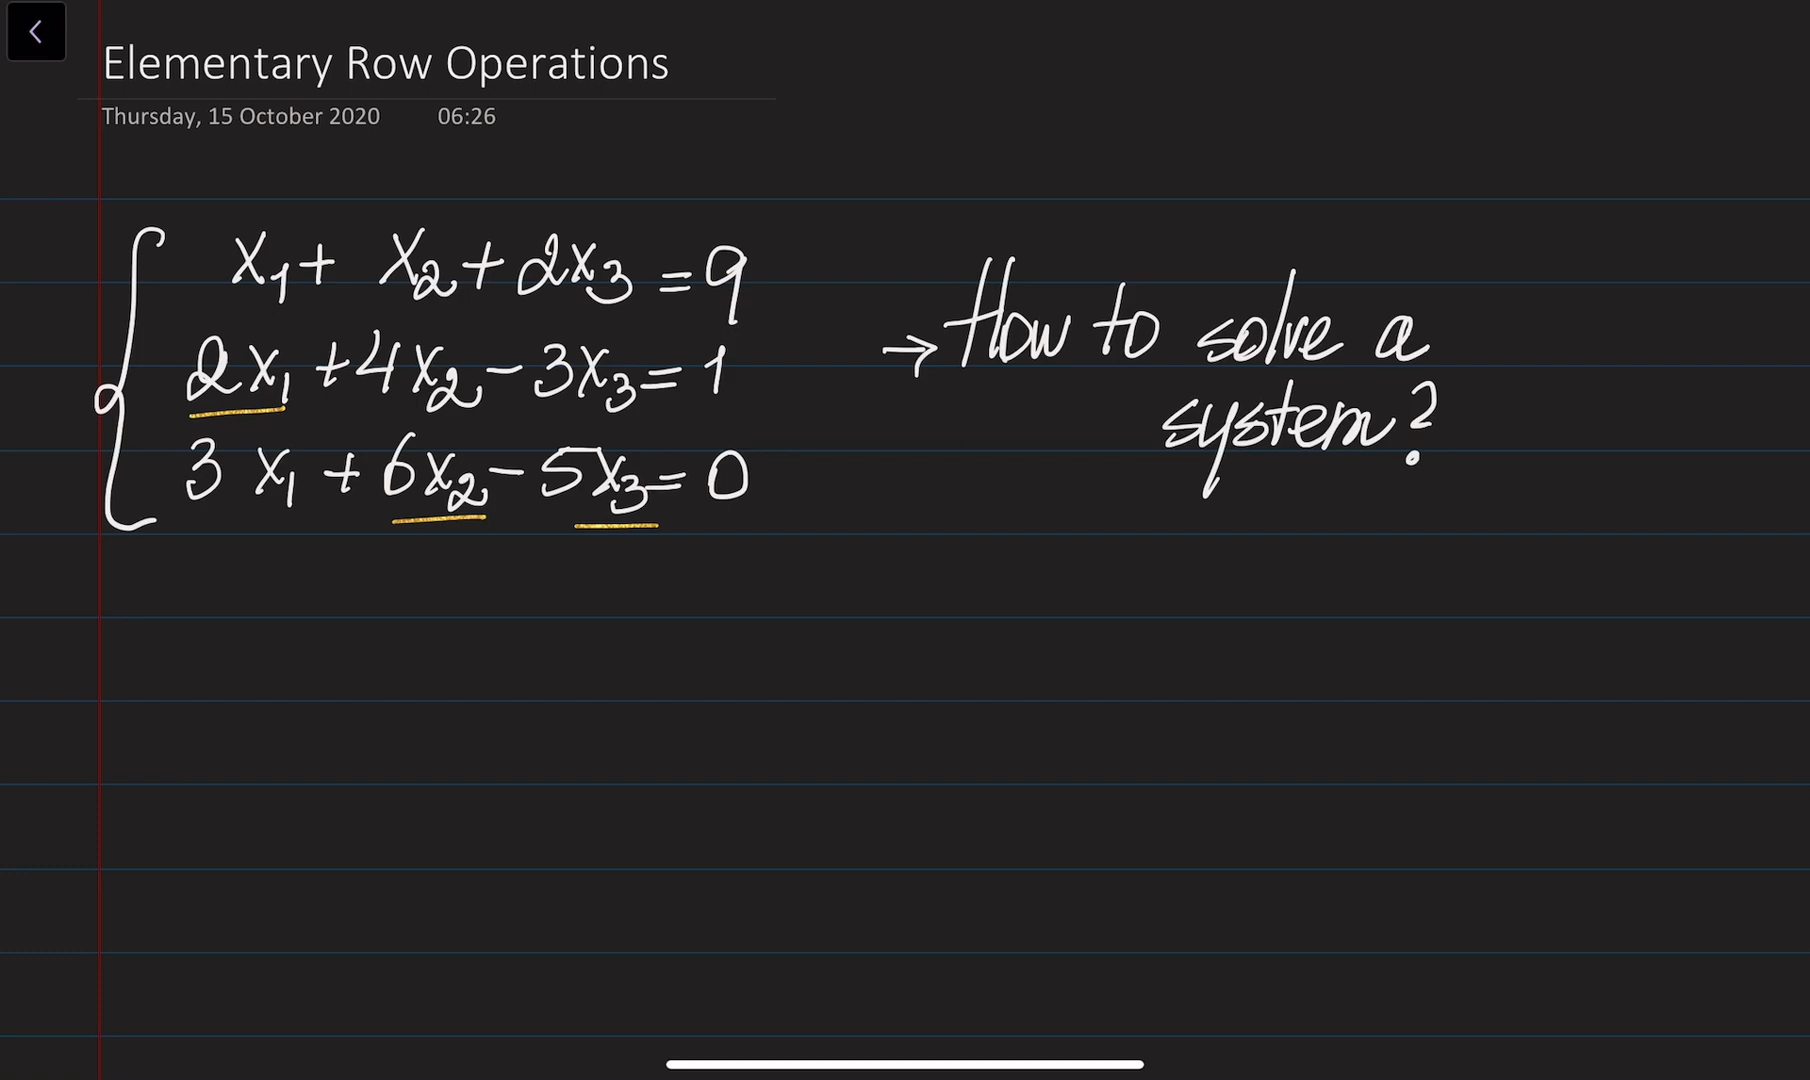 Elementary Row Operations
Thursday, 15 October 2020 06:26
x₁ + x₂ + 2x₃ = 9
2x₁ + 4x₂ - 3x₃ = 1
3x₁ + 6x₂ - 5x₃ = 0
→ How to solve a
system?